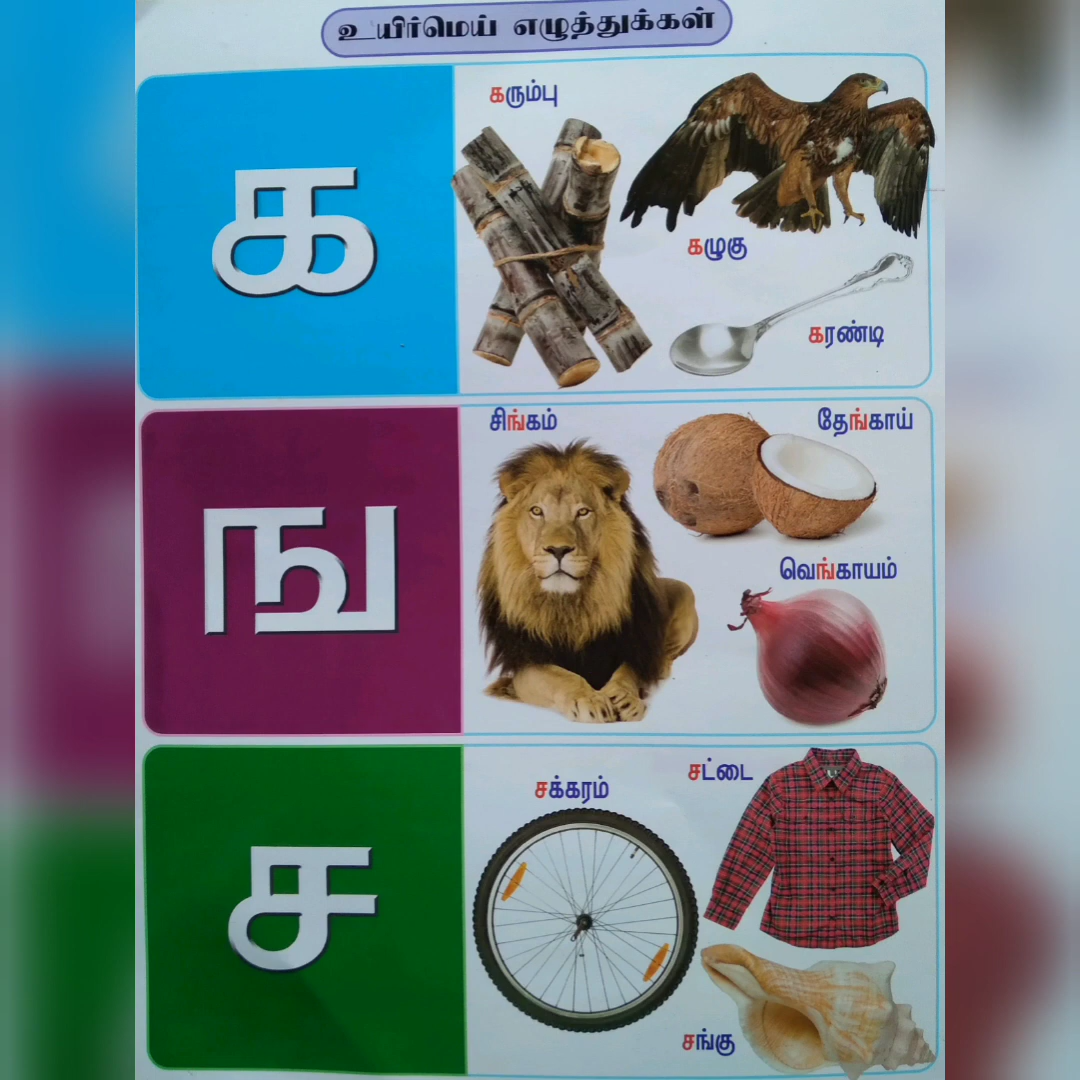 உயிர்மெய் எழுத்துக்கள்
க
கரும்பு
கழுகு
கரண்டி
ங
சிங்கம்
தேங்காய்
வெங்காயம்
ச
சக்கரம்
சட்டை
சங்கு